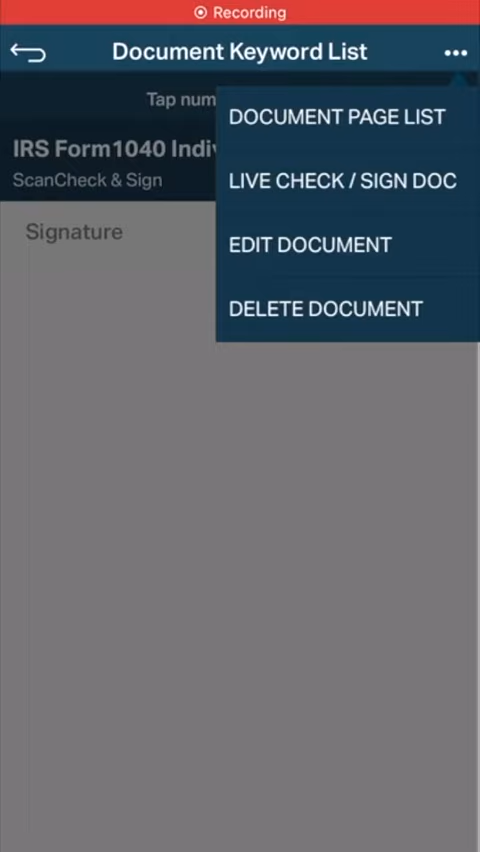 Recording
Document Keyword List
Tap num
DOCUMENT PAGE LIST
IRS Form1040 Indiv
ScanCheck & Sign
LIVE CHECK / SIGN DOC
Signature
EDIT DOCUMENT
DELETE DOCUMENT